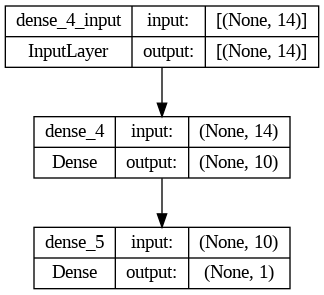 dense_4_input input: [(None, 14)]
InputLayer output: [(None, 14)]
dense_4 input: (None, 14)
Dense output: (None, 10)
dense_5 input: (None, 10)
Dense output: (None, 1)